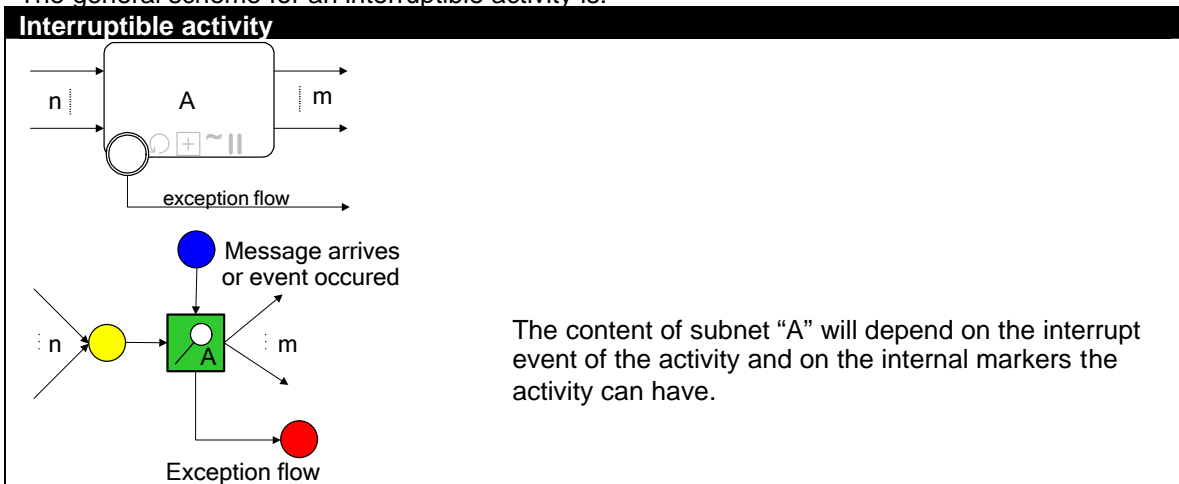 The general scheme for an interruptible activity is:
Interruptible activity
n
A
m
exception flow
Message arrives
or event occured
n
A
m
The content of subnet “A” will depend on the interrupt
event of the activity and on the internal markers the
activity can have.
Exception flow